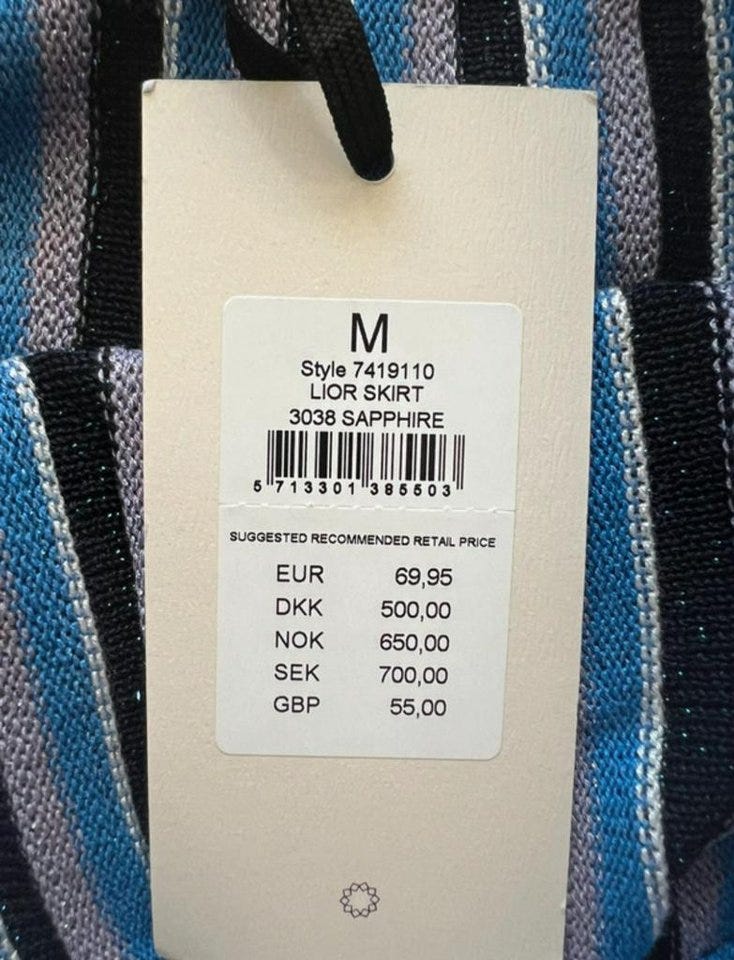 M
Style 7419110
LIOR SKIRT
3038 SAPPHIRE
5 713301 385503
SUGGESTED RECOMMENDED RETAIL PRICE
EUR 69,95
DKK 500,00
NOK 650,00
SEK 700,00
GBP 55,00